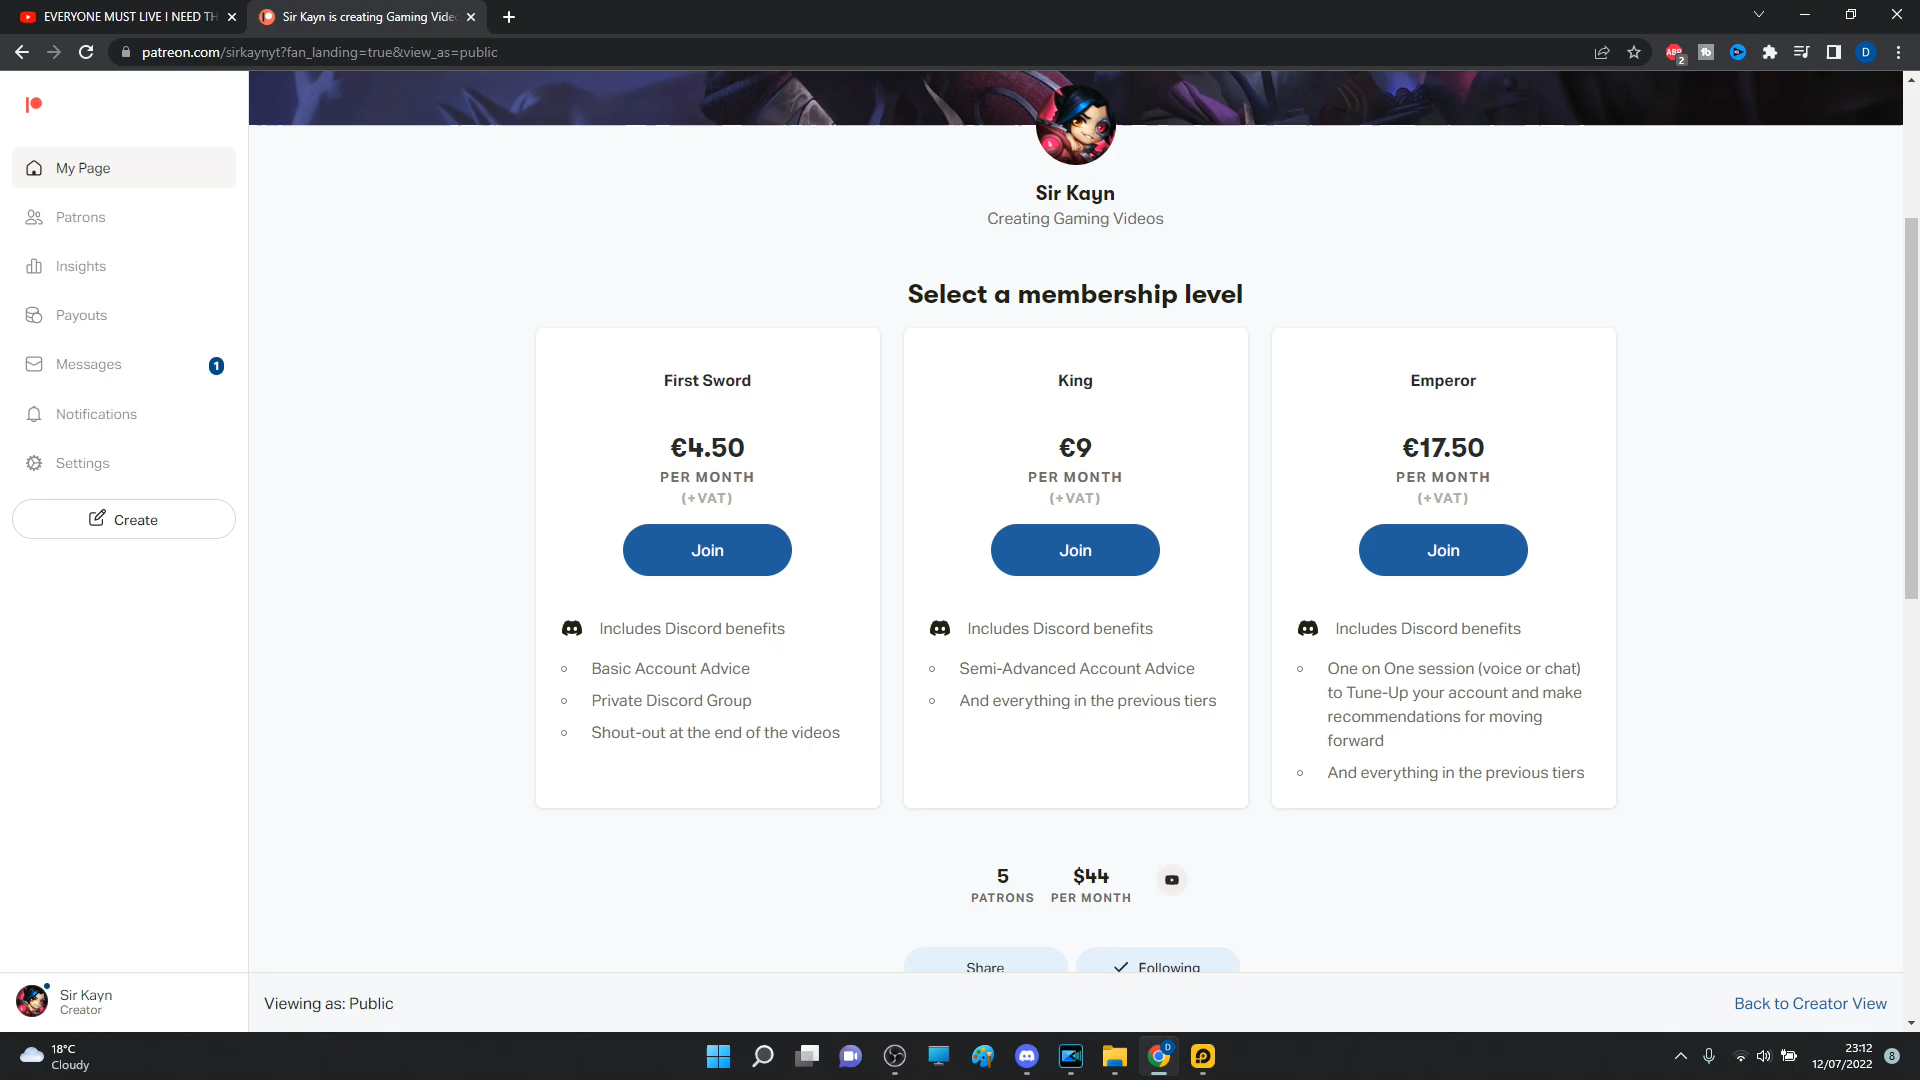 EVERYONE MUST LIVE I NEED TH
Sir Kayn is creating Gaming Vide
patreon.com/sirkaynyt?fan_landing=true&view_as=public
ABP
2
tb
D
My Page
Patrons
Insights
Payouts
Messages
1
Notifications
Settings
Create
Sir Kayn
Creating Gaming Videos
Select a membership level
First Sword
€4.50
PER MONTH
(+VAT)
Join
Includes Discord benefits
Basic Account Advice
Private Discord Group
Shout-out at the end of the videos
King
€9
PER MONTH
(+VAT)
Join
Includes Discord benefits
Semi-Advanced Account Advice
And everything in the previous tiers
Emperor
€17.50
PER MONTH
(+VAT)
Join
Includes Discord benefits
One on One session (voice or chat)
to Tune-Up your account and make
recommendations for moving
forward
And everything in the previous tiers
5
PATRONS
$44
PER MONTH
Share
Following
Sir Kayn
Creator
Viewing as: Public
Back to Creator View
18°C
Cloudy
D
23:12
12/07/2022
8